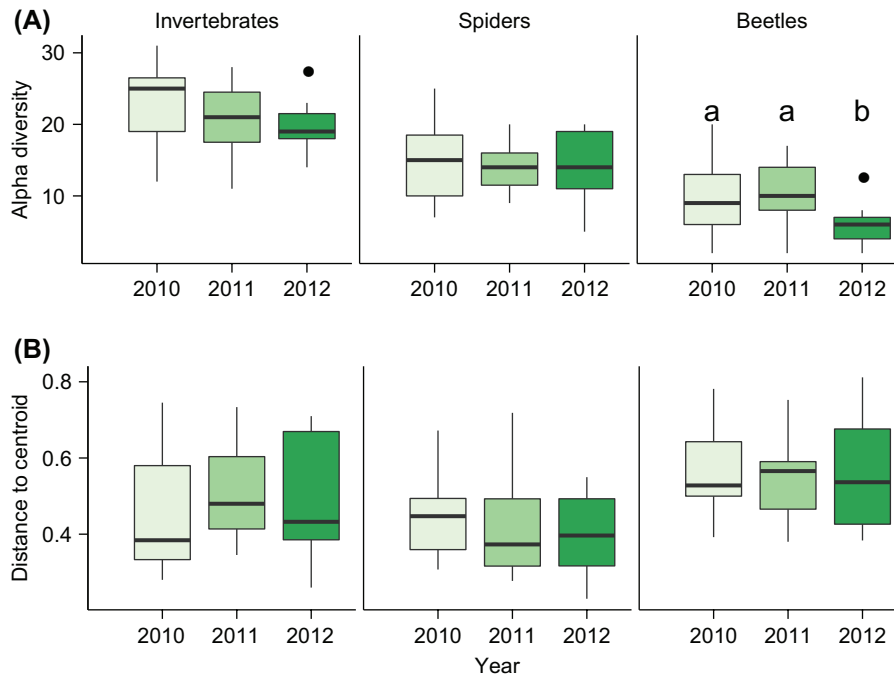 (A)
Invertebrates Spiders Beetles
Alpha diversity
30
20
10
a a b
2010 2011 2012 2010 2011 2012 2010 2011 2012
(B)
Distance to centroid
0.8
0.6
0.4
2010 2011 2012 2010 2011 2012 2010 2011 2012
Year